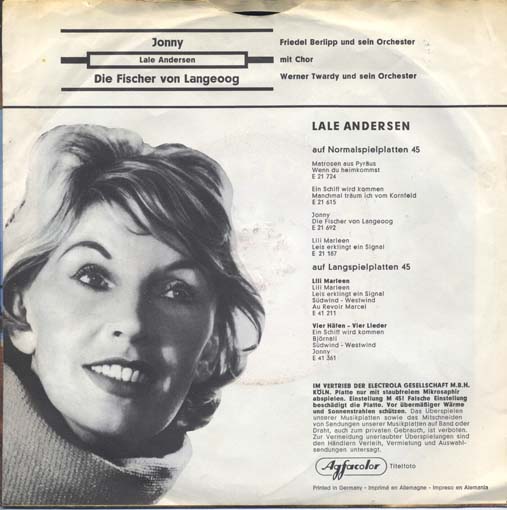 Jonny
Friedel Berlipp und sein Orchester
Lale Andersen
mit Chor
Die Fischer von Langeoog
Werner Twardy und sein Orchester
LALE ANDERSEN
auf Normalspielplatten 45
Matrosen aus Pyräus
Wenn du heimkommst
E 21 724
Ein Schiff wird kommen
Manchmal träum ich vom Kornfeld
E 21 615
Jonny
Die Fischer von Langeoog
E 21 692
Lili Marleen
Leis erklingt ein Signal
E 21 187
auf Langspielplatten 45
Lili Marleen
Lili Marleen
Leis erklingt ein Signal
Südwind - Westwind
Au Revoir Marcel
E 41 211
Vier Häfen - Vier Lieder
Ein Schiff wird kommen
Björnali
Südwind - Westwind
Jonny
E 41 361
IM VERTRIEB DER ELECTROLA GESELLSCHAFT M.B.H.
KÖLN. Platte nur mit staubfreiem Mikrosaphir
abspielen. Einstellung M 45! Falsche Einstellung
beschädigt die Platte. Vor übermäßiger Wärme
und Sonnenstrahlen schützen. Das Überspielen
unserer Musikplatten sowie das Mitschneiden
von Sendungen unserer Musikplatten auf Band oder
Draht, auch zum privaten Gebrauch, ist verboten.
Zur Vermeidung unerlaubter Überspielungen sind
den Händlern Verleih, Vermietung und Auswahl-
sendungen untersagt.
Agfacolor Titelfoto
Printed in Germany - Imprimé en Allemagne - Impreso en Alemania